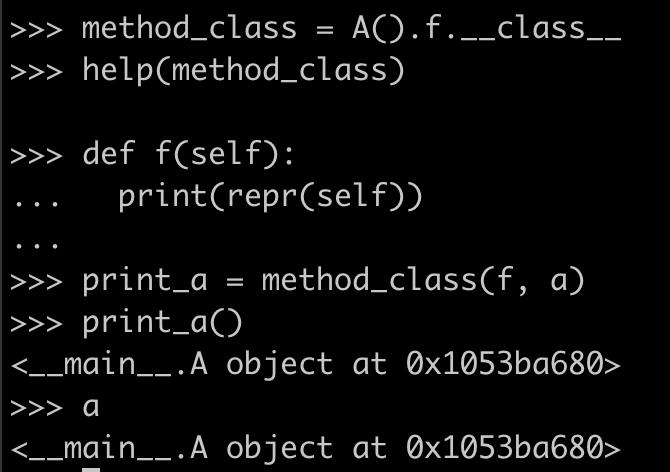 >>> method_class = A().f.__class__
>>> help(method_class)
>>> def f(self):
...   print(repr(self))
...
>>> print_a = method_class(f, a)
>>> print_a()
<__main__.A object at 0x1053ba680>
>>> a
<__main__.A object at 0x1053ba680>